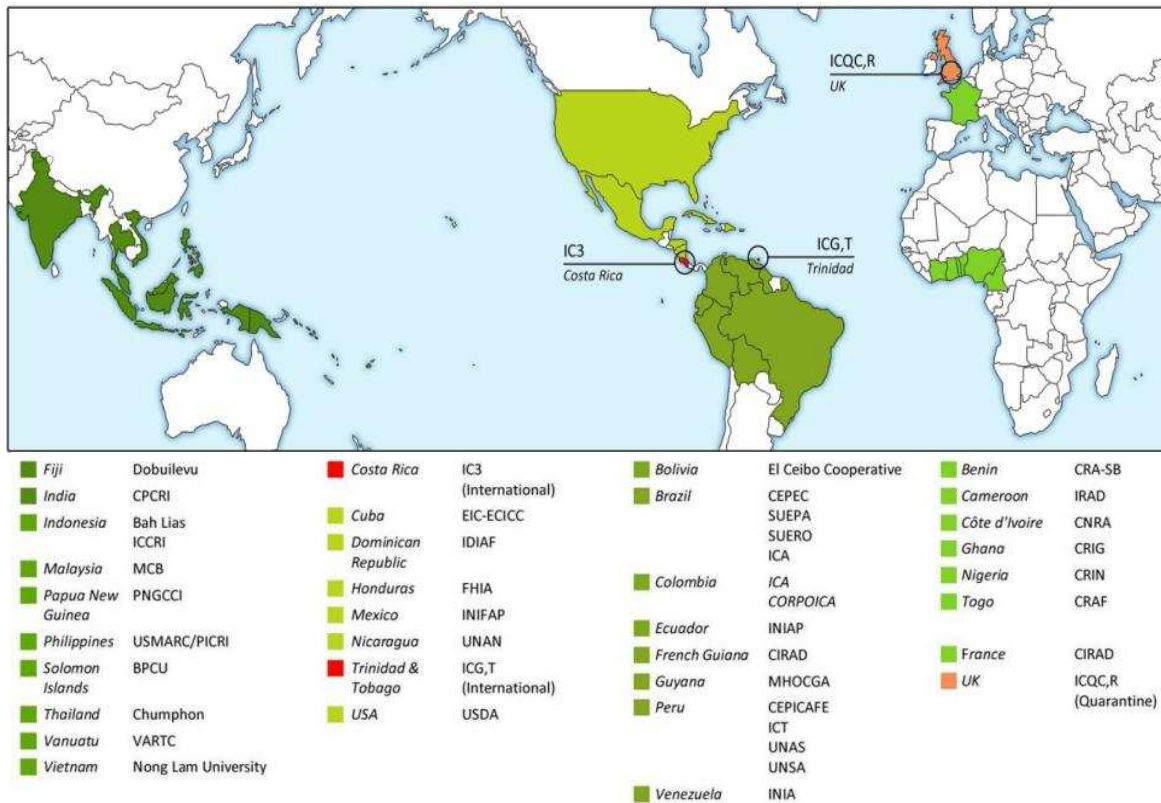 ICQC,R
UK
IC3
Costa Rica
ICG,T
Trinidad
Fiji Dobuilevu
India CPCRI
Indonesia Bah Lias
ICCRI
Malaysia MCB
Papua New PNGCCI
Guinea
Philippines USMARC/PICRI
Solomon BPCU
Islands
Thailand Chumphon
Vanuatu VARTC
Vietnam Nong Lam University
Costa Rica IC3
(International)
Cuba EIC-ECICC
Dominican IDIAF
Republic
Honduras FHIA
Mexico INIFAP
Nicaragua UNAN
Trinidad & ICG,T
Tobago (International)
USA USDA
Bolivia El Ceibo Cooperative
Brazil CEPEC
SUEPA
SUERO
ICA
Colombia ICA
CORPOICA
Ecuador INIAP
French Guiana CIRAD
Guyana MHOCGA
Peru CEPICAFE
ICT
UNAS
UNSA
Venezuela INIA
Benin CRA-SB
Cameroon IRAD
Côte d'Ivoire CNRA
Ghana CRIG
Nigeria CRIN
Togo CRAF
France CIRAD
UK ICQC,R
(Quarantine)